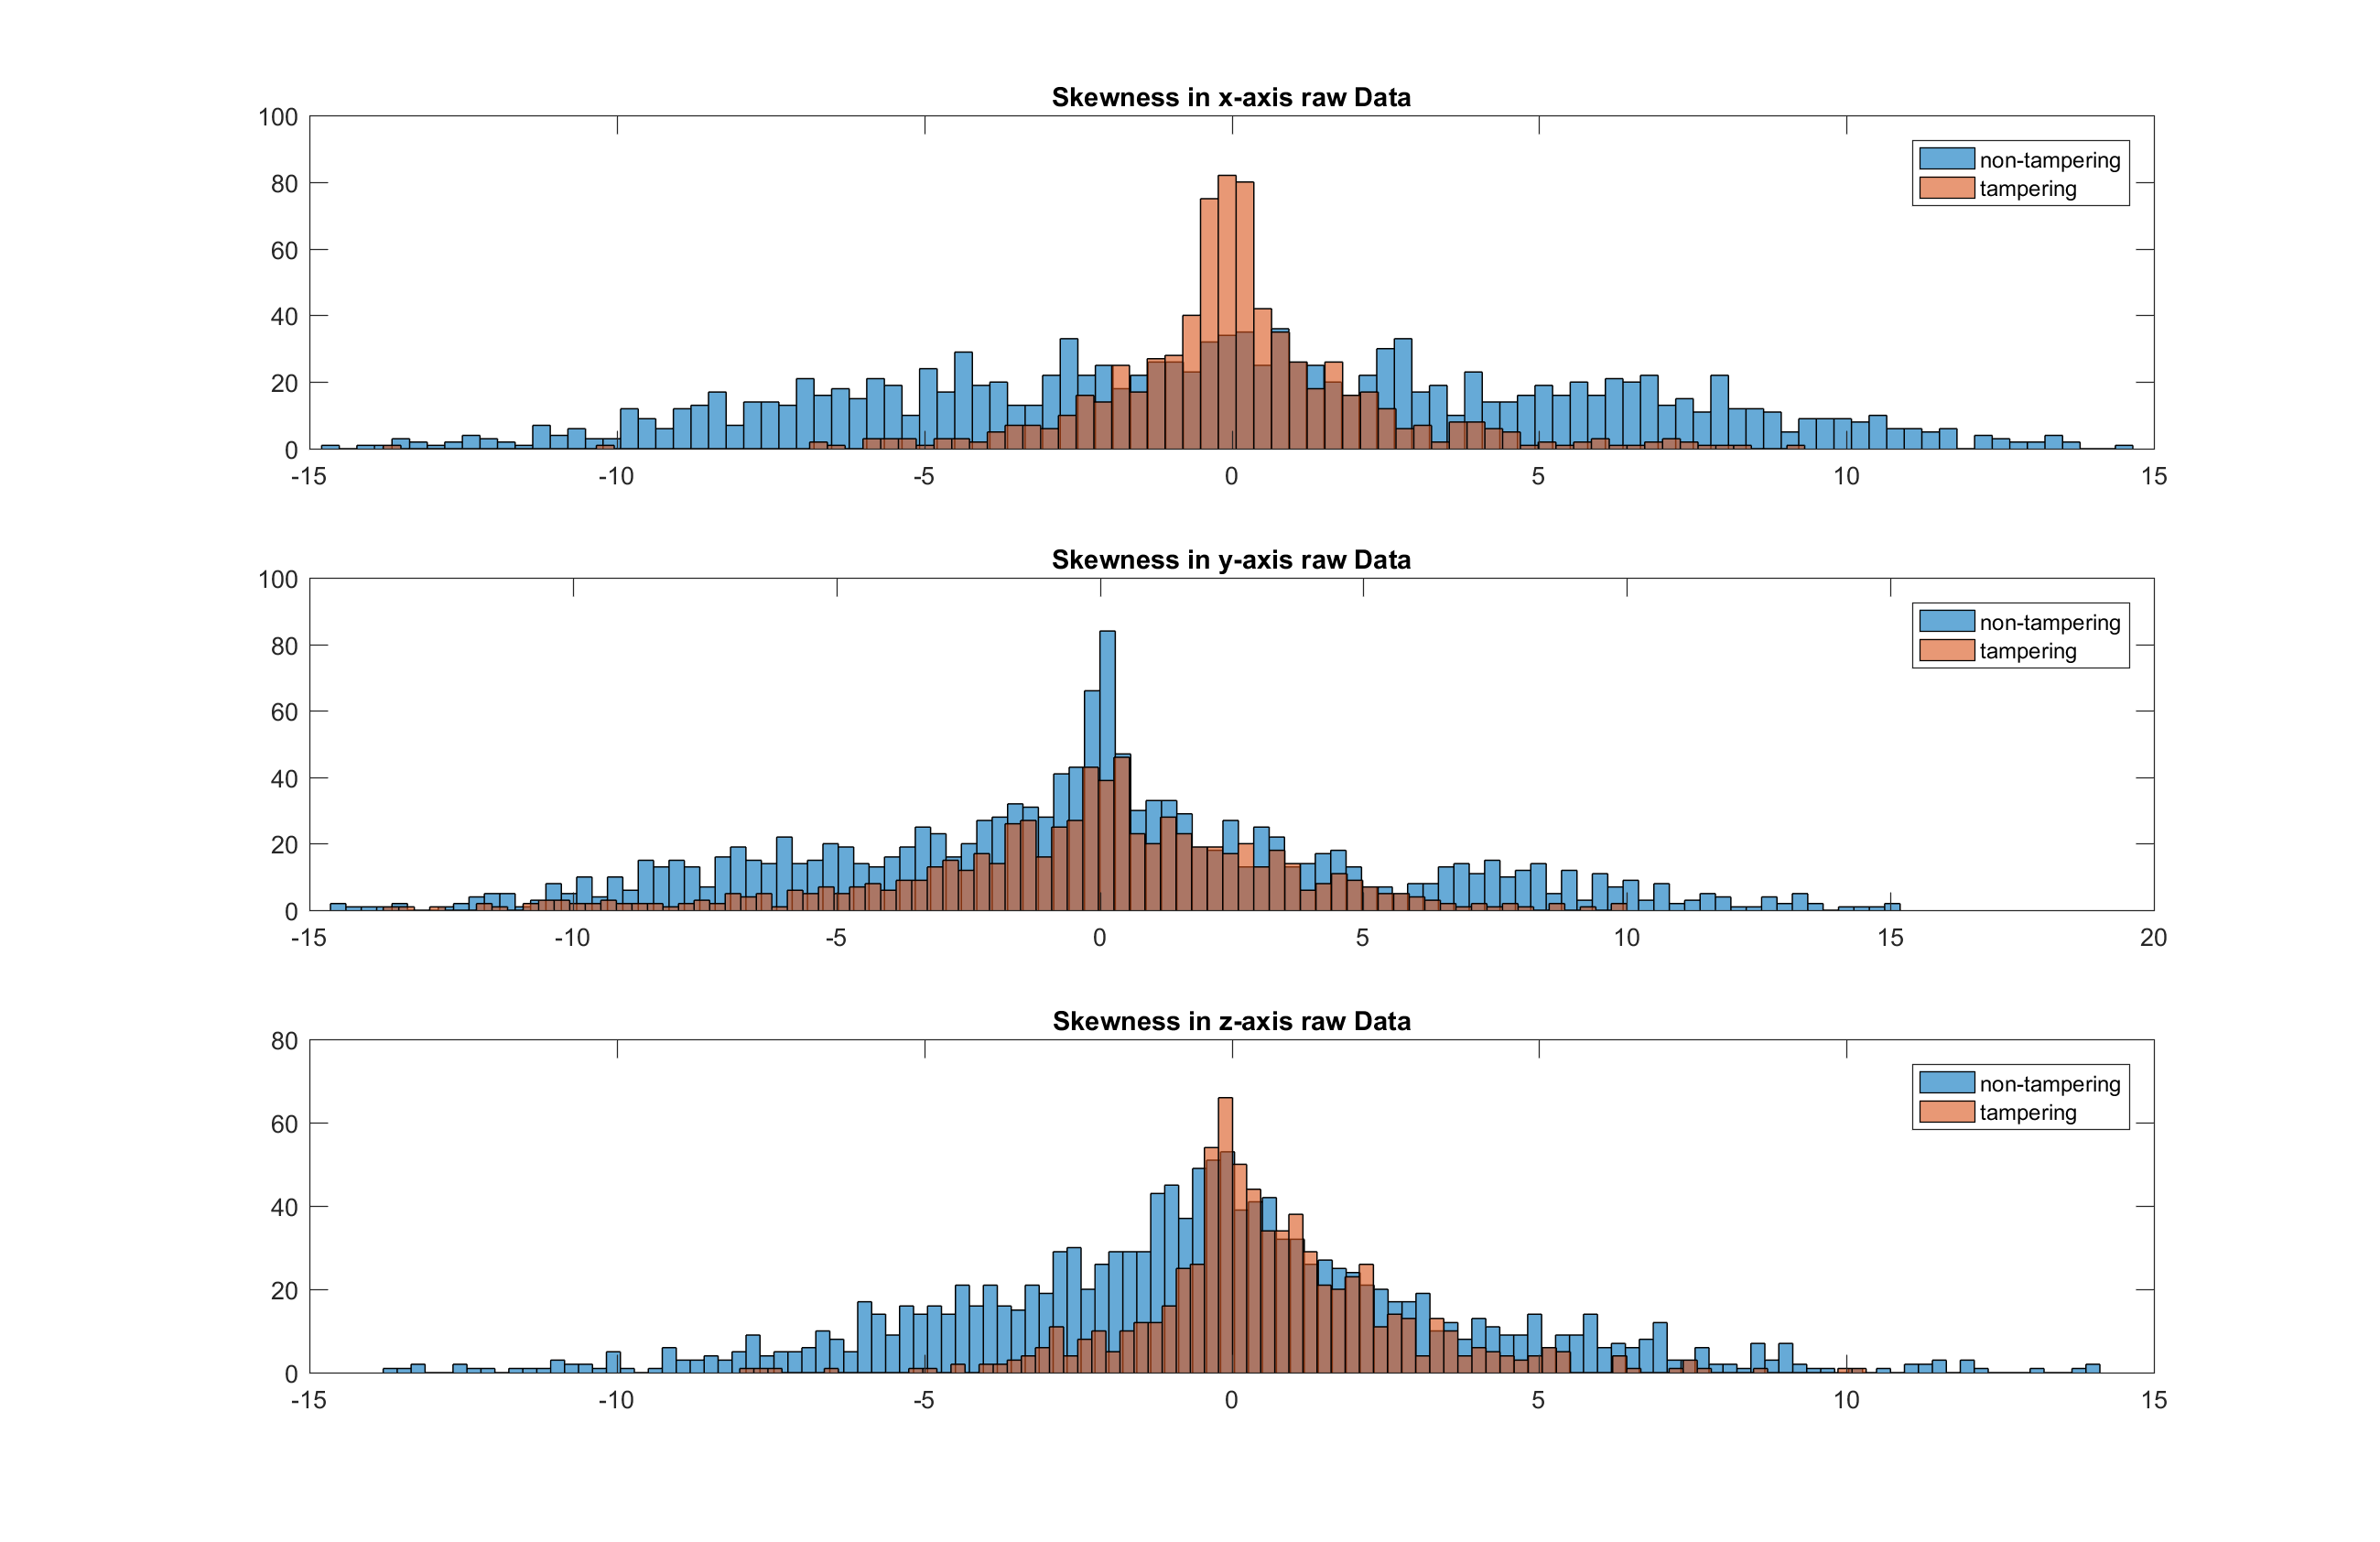 Skewness in x-axis raw Data
100
80
60
40
20
0
-15 -10 -5 0 5 10 15
non-tampering
tampering
Skewness in y-axis raw Data
100
80
60
40
20
0
-15 -10 -5 0 5 10 15 20
non-tampering
tampering
Skewness in z-axis raw Data
80
60
40
20
0
-15 -10 -5 0 5 10 15
non-tampering
tampering